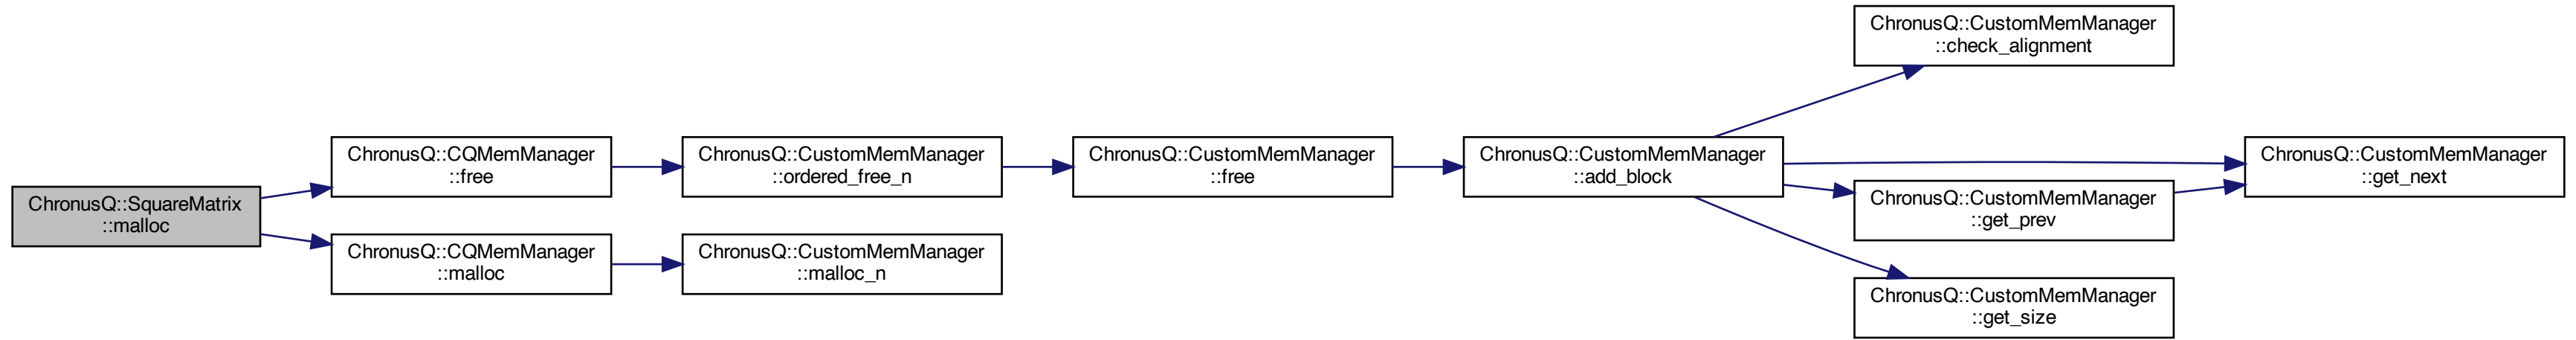 ChronusQ::SquareMatrix
::malloc
ChronusQ::CQMemManager
::free
ChronusQ::CQMemManager
::malloc
ChronusQ::CustomMemManager
::ordered_free_n
ChronusQ::CustomMemManager
::malloc_n
ChronusQ::CustomMemManager
::free
ChronusQ::CustomMemManager
::add_block
ChronusQ::CustomMemManager
::check_alignment
ChronusQ::CustomMemManager
::get_prev
ChronusQ::CustomMemManager
::get_size
ChronusQ::CustomMemManager
::get_next